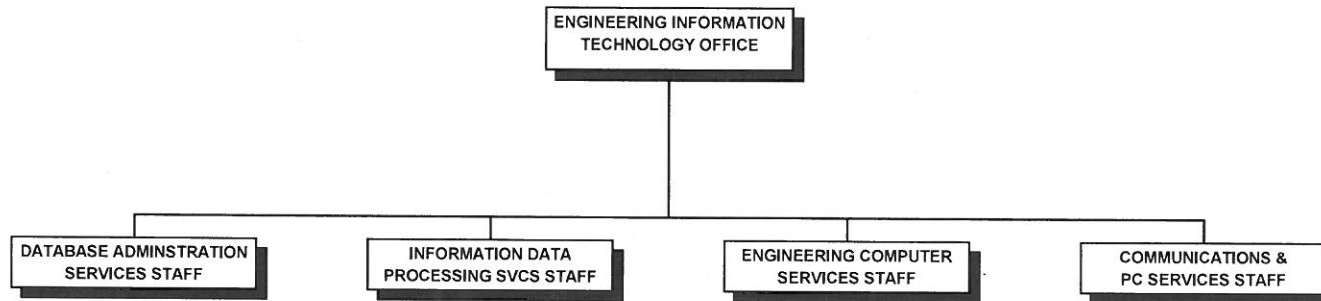 ENGINEERING INFORMATION
TECHNOLOGY OFFICE
DATABASE ADMINSTRATION
SERVICES STAFF
INFORMATION DATA
PROCESSING SVCS STAFF
ENGINEERING COMPUTER
SERVICES STAFF
COMMUNICATIONS &
PC SERVICES STAFF